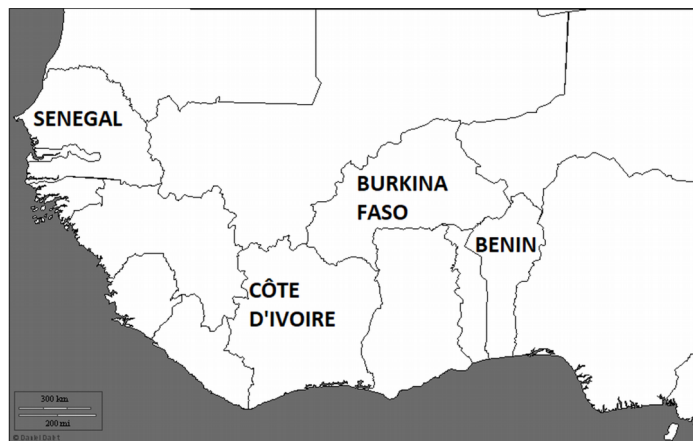 SENEGAL
BURKINA
FASO
BENIN
CÔTE
D'IVOIRE
300 km
200 mi